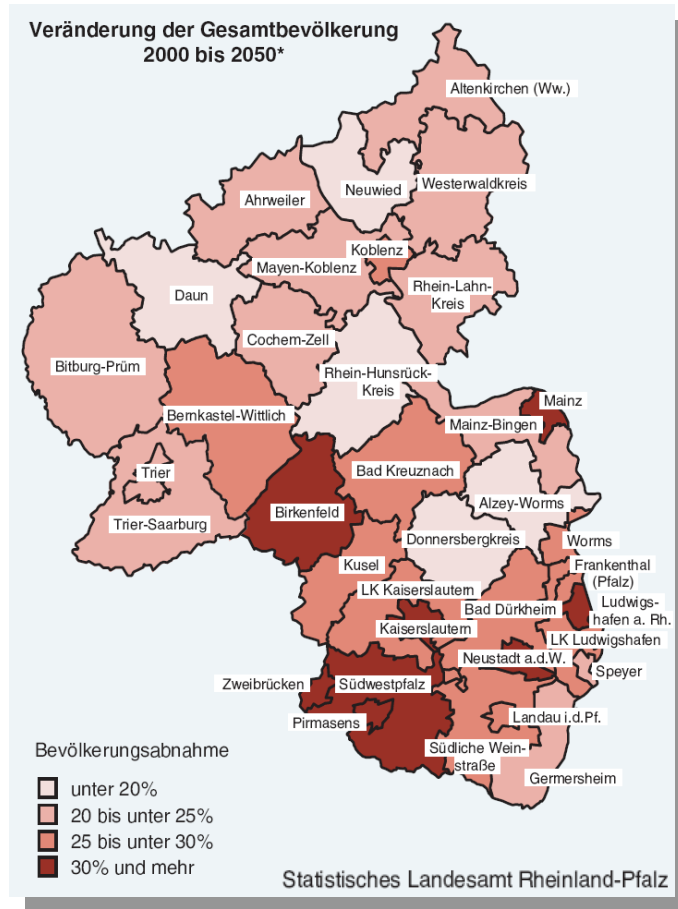 Veränderung der Gesamtbevölkerung
2000 bis 2050*
Altenkirchen (Ww.)
Neuwied
Westerwaldkreis
Ahrweiler
Koblenz
Mayen-Koblenz
Daun
Rhein-Lahn-
Kreis
Cochem-Zell
Bitburg-Prüm
Rhein-Hunsrück-
Kreis
Bernkastel-Wittlich
Mainz
Mainz-Bingen
Trier
Bad Kreuznach
Alzey-Worms
Birkenfeld
Trier-Saarburg
Donnersbergkreis
Worms
Kusel
Frankenthal
(Pfalz)
LK Kaiserslautern
Bad Dürkheim
Ludwigs-
hafen a. Rh.
Kaiserslautern
LK Ludwigshafen
Neustadt a.d.W.
Speyer
Zweibrücken
Südwestpfalz
Pirmasens
Landau i.d.Pf.
Südliche Wein-
straße
Germersheim
Bevölkerungsabnahme
unter 20%
20 bis unter 25%
25 bis unter 30%
30% und mehr
Statistisches Landesamt Rheinland-Pfalz